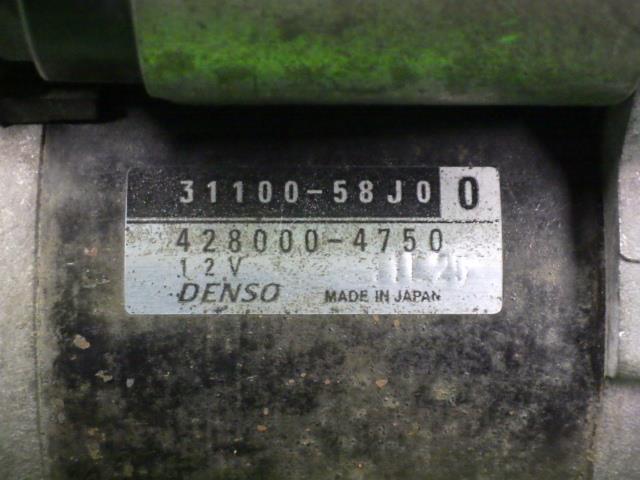 31100-58J0 0
428000-4750
12V
DENSO MADE IN JAPAN